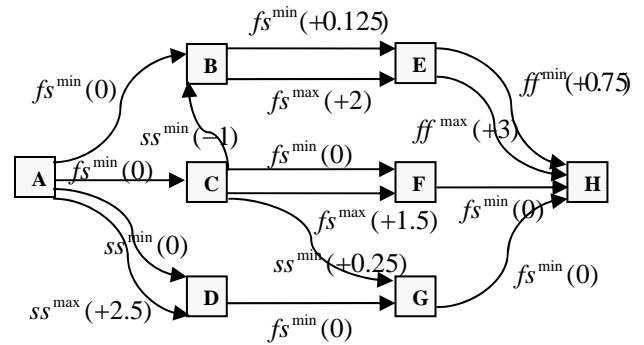 fs^min(+0.125)
B
E
fs^min(0)
fs^max(+2)
ff^min(+0.75)
ss^min(−1)
ff^max(+3)
fs^min(0)
fs^min(0)
A
C
F
H
fs^max(+1.5)
fs^min(0)
ss^min(0)
ss^min(+0.25)
fs^min(0)
D
G
ss^max(+2.5)
fs^min(0)